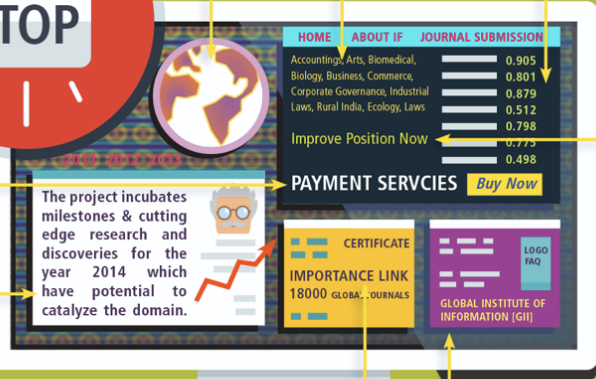 TOP
HOME ABOUT IF JOURNAL SUBMISSION
Accountings, Arts, Biomedical,
Biology, Business, Commerce,
Corporate Governance, Industrial
Laws, Rural India, Ecology, Laws
0.905
0.801
0.879
0.512
0.798
0.775
0.498
Improve Position Now
PAYMENT SERVCIES Buy Now
2011 2012 2013
The project incubates
milestones & cutting
edge research and
discoveries for the
year 2014 which
have potential to
catalyze the domain.
CERTIFICATE
IMPORTANCE LINK
18000 GLOBAL JOURNALS
LOGO
FAQ
GLOBAL INSTITUTE OF
INFORMATION [GII]